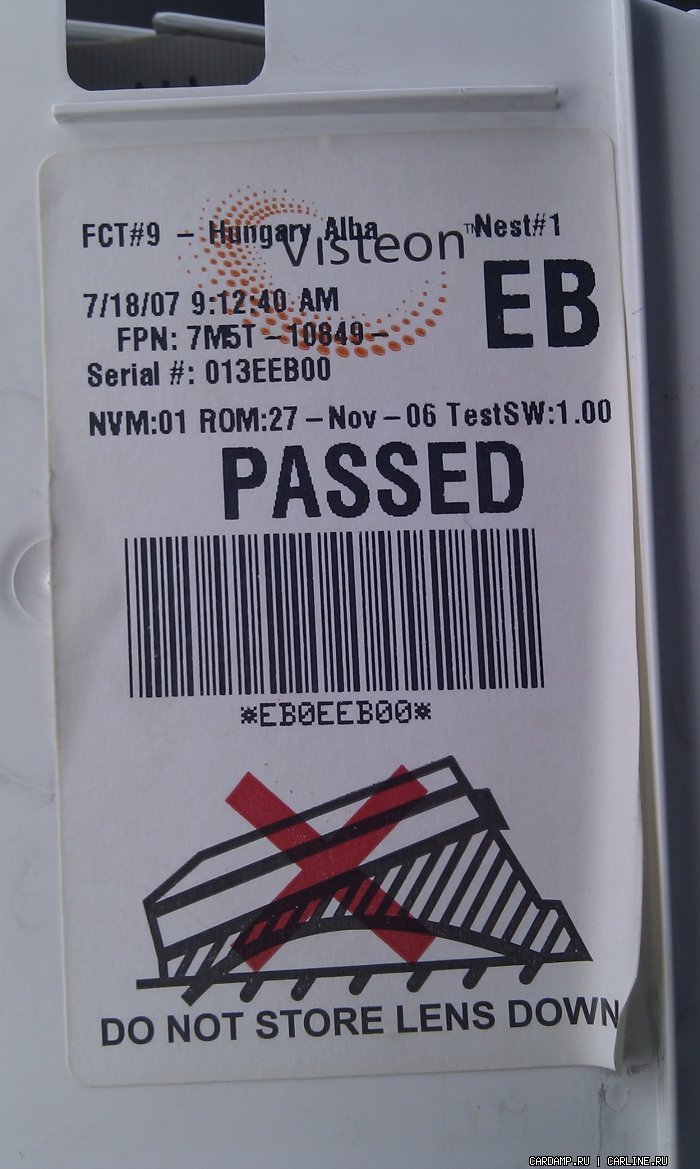 FCT#9 – Hungary Alba Nest#1
Visteon™
EB
7/18/07 9:12:40 AM
FPN: 7M5T –10849–
Serial #: 013EEB00
NVM:01 ROM:27–Nov–06 TestSW:1.00
PASSED
*EB0EEB00*
DO NOT STORE LENS DOWN
CARDAMP.RU | CARLINE.RU